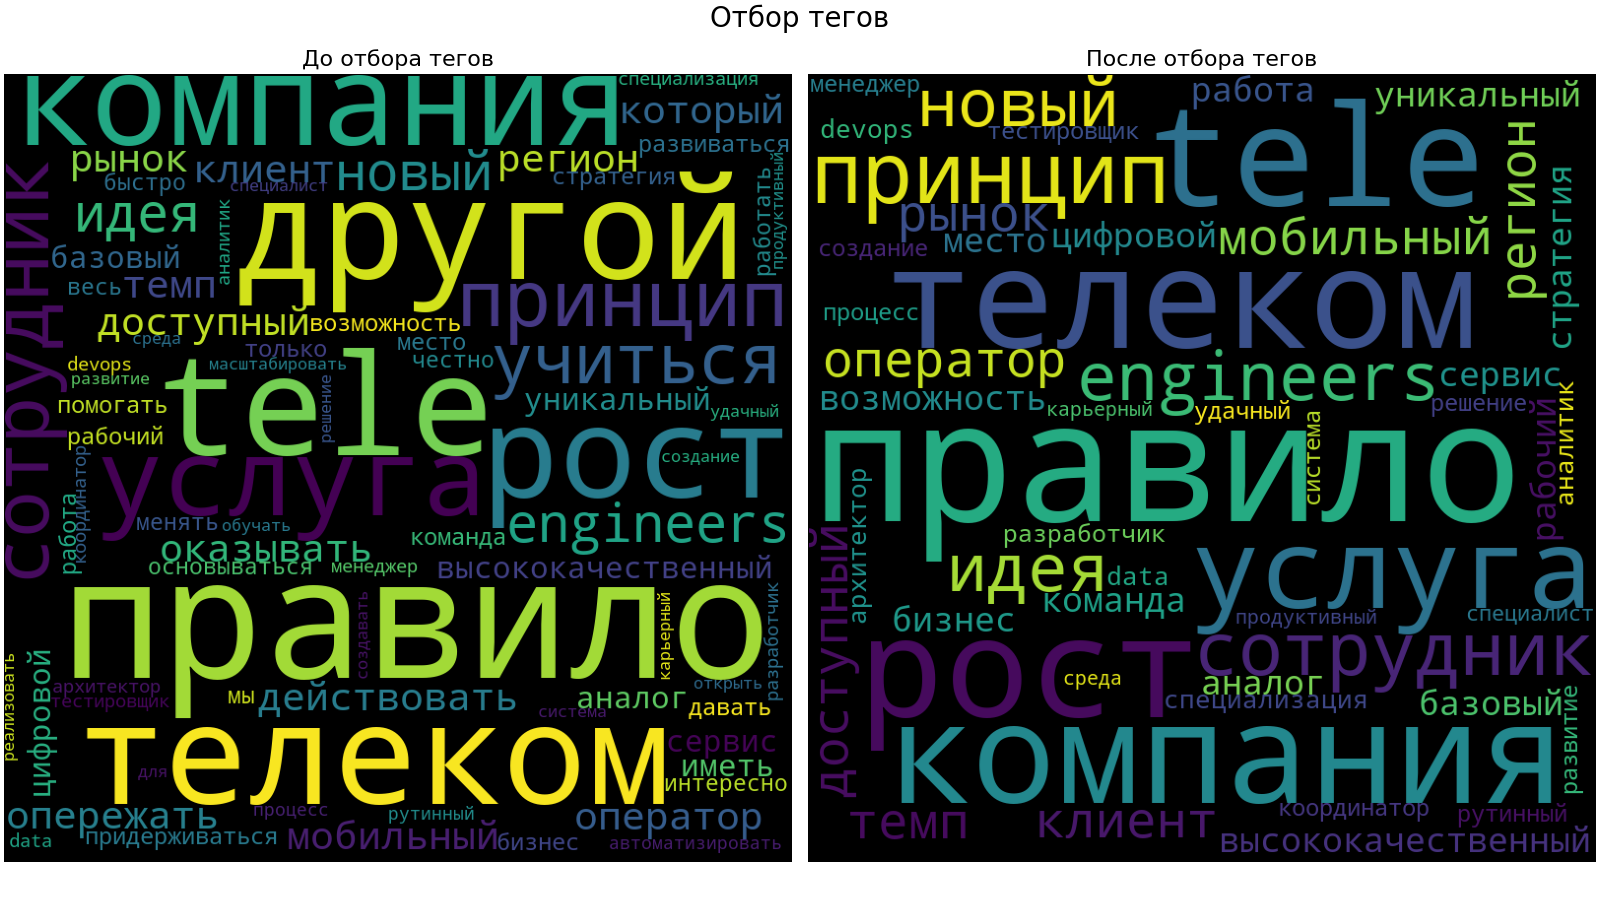 Отбор тегов
До отбора тегов
компания
специализация
который
развиваться
рынок
клиент
новый
регион
быстро
специалист
стратегия
продуктивный
работать
сотрудник
идея
другой
аналитик
базовый
весь
темп
принцип
доступный
возможность
среда
только
место
честно
учиться
devops
масштабировать
развитие
tele
помогать
решение
уникальный
удачный
рабочий
рост
координатор
услуга
создание
работа
менять
обучать
команда
engineers
оказывать
основываться
менеджер
высококачественный
правило
создавать
карьерный
разработчик
реализовать
цифровой
архитектор
тестировщик
мы
действовать
аналог
открыть
давать
система
телеком
сервис
иметь
для
интересно
опережать
процесс
рутинный
оператор
data
придерживаться
мобильный
бизнес
автоматизировать
После отбора тегов
менеджер
новый
работа
уникальный
devops
тестировщик
tele
регион
принцип
рынок
стратегия
создание
место
цифровой
мобильный
телеком
процесс
оператор
engineers
сервис
возможность
карьерный
удачный
решение
аналитик
рабочий
правило
система
архитектор
разработчик
доступный
идея
data
услуга
команда
бизнес
продуктивный
специалист
рост
сотрудник
среда
аналог
специализация
базовый
развитие
компания
темп
клиент
координатор
рутинный
высококачественный